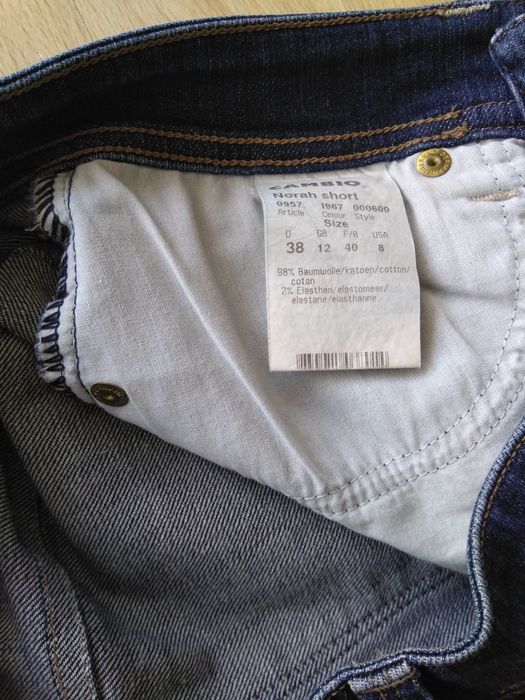 CAMBIO
Norah short
0957 1967 000600
Article Colour Style
Size
D GB F/B USA
38 12 40 8
98% Baumwolle/katoen/cotton/
coton
2% Elasthan/elastomeer/
elastane/elasthanne